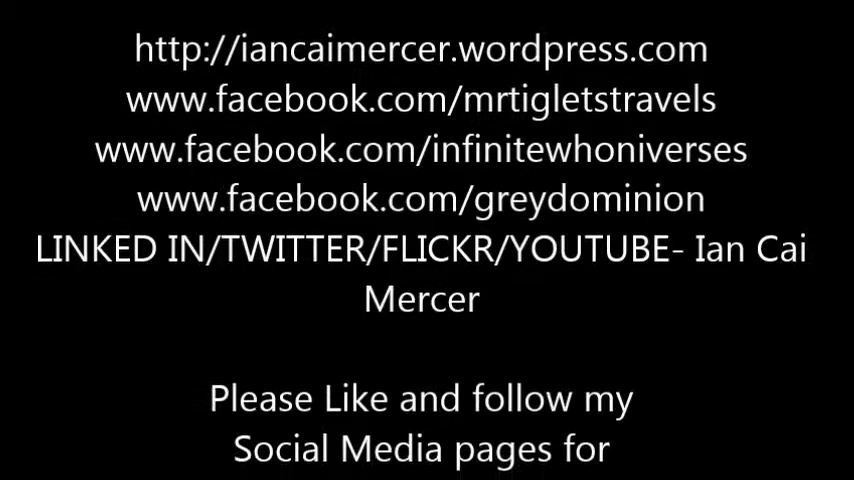 http://iancaimercer.wordpress.com
www.facebook.com/mrtigletstravels
www.facebook.com/infinitewhoniverses
www.facebook.com/greydominion
LINKED IN/TWITTER/FLICKR/YOUTUBE- Ian Cai
Mercer
Please Like and follow my
Social Media pages for